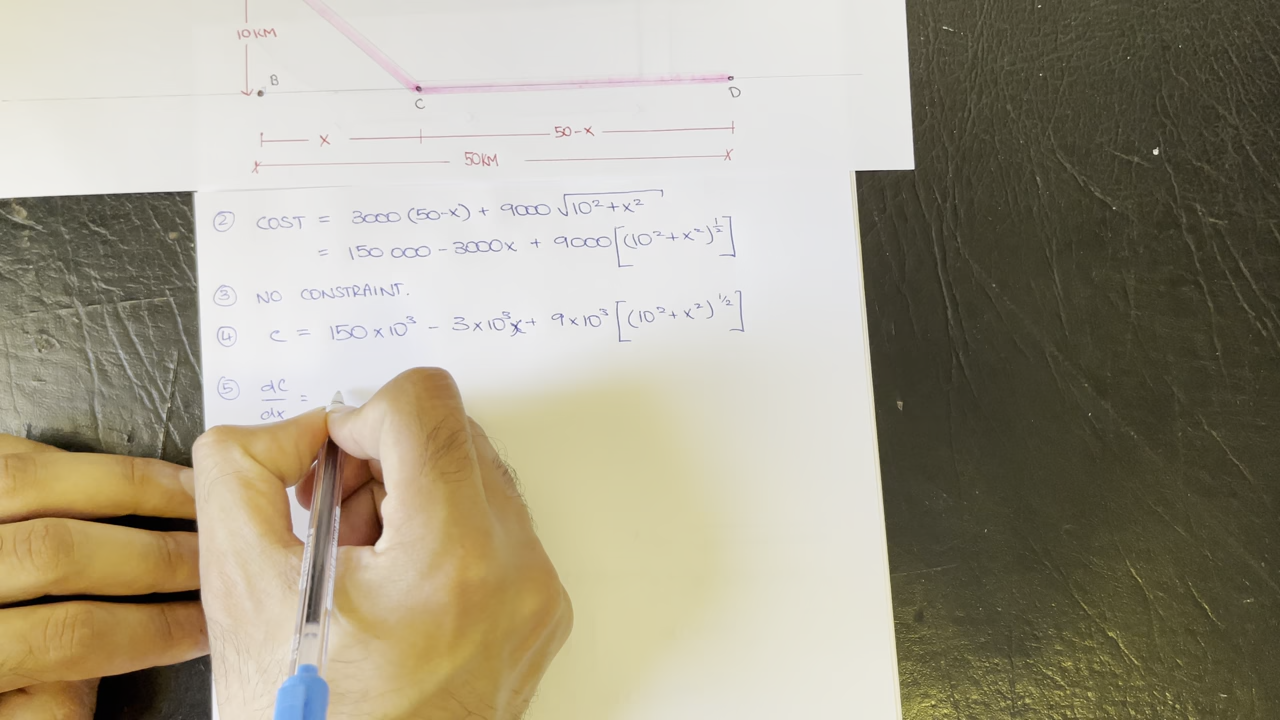 10KM
B
C
D
x
50-x
50KM
② COST = 3000 (50-x) + 9000 √10² + x²
= 150 000 - 3000x + 9000 [(10² + x²)^½]
③ NO CONSTRAINT.
④ C = 150 x 10³ - 3 x 10³x + 9 x 10³ [(10² + x²)^1/2]
⑤ dC/dx =